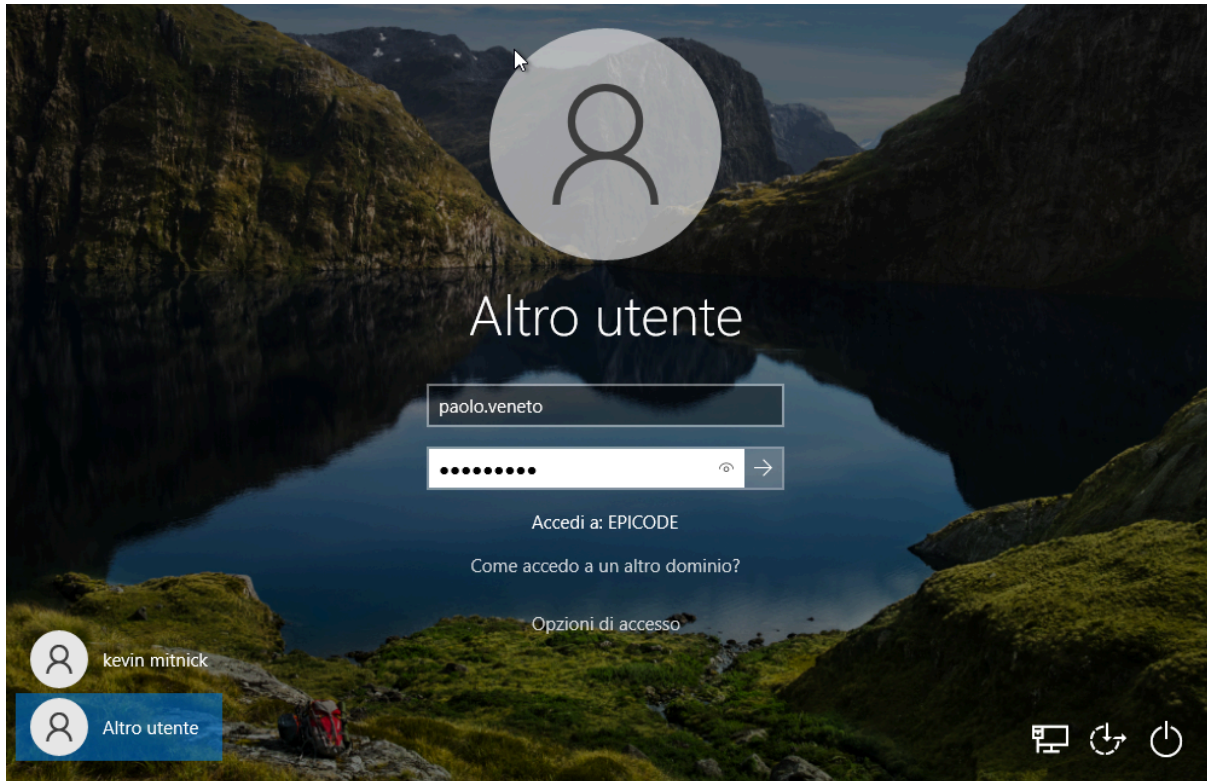 Altro utente
paolo.veneto
Accedi a: EPICODE
Come accedo a un altro dominio?
Opzioni di accesso
kevin mitnick
Altro utente